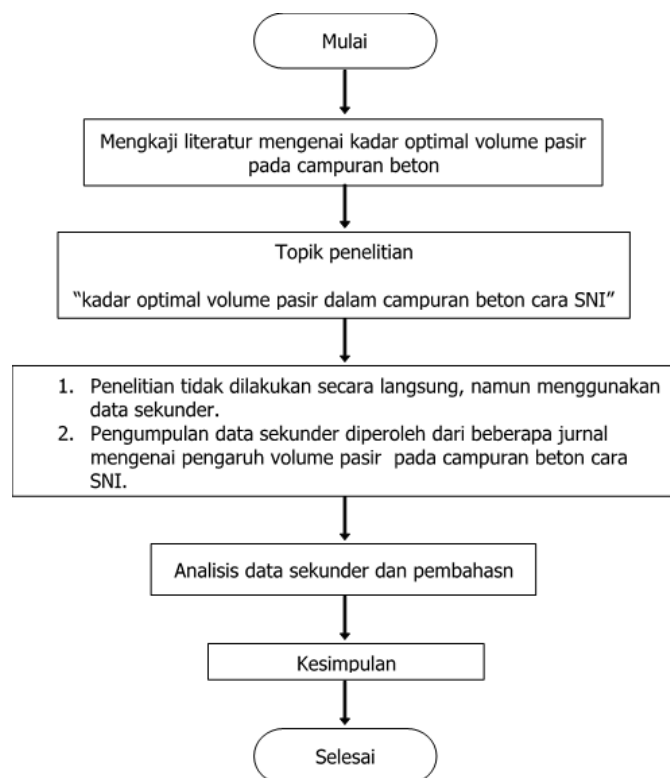 Mulai
Mengkaji literatur mengenai kadar optimal volume pasir
pada campuran beton
Topik penelitian
“kadar optimal volume pasir dalam campuran beton cara SNI”
1. Penelitian tidak dilakukan secara langsung, namun menggunakan
data sekunder.
2. Pengumpulan data sekunder diperoleh dari beberapa jurnal
mengenai pengaruh volume pasir pada campuran beton cara
SNI.
Analisis data sekunder dan pembahasn
Kesimpulan
Selesai